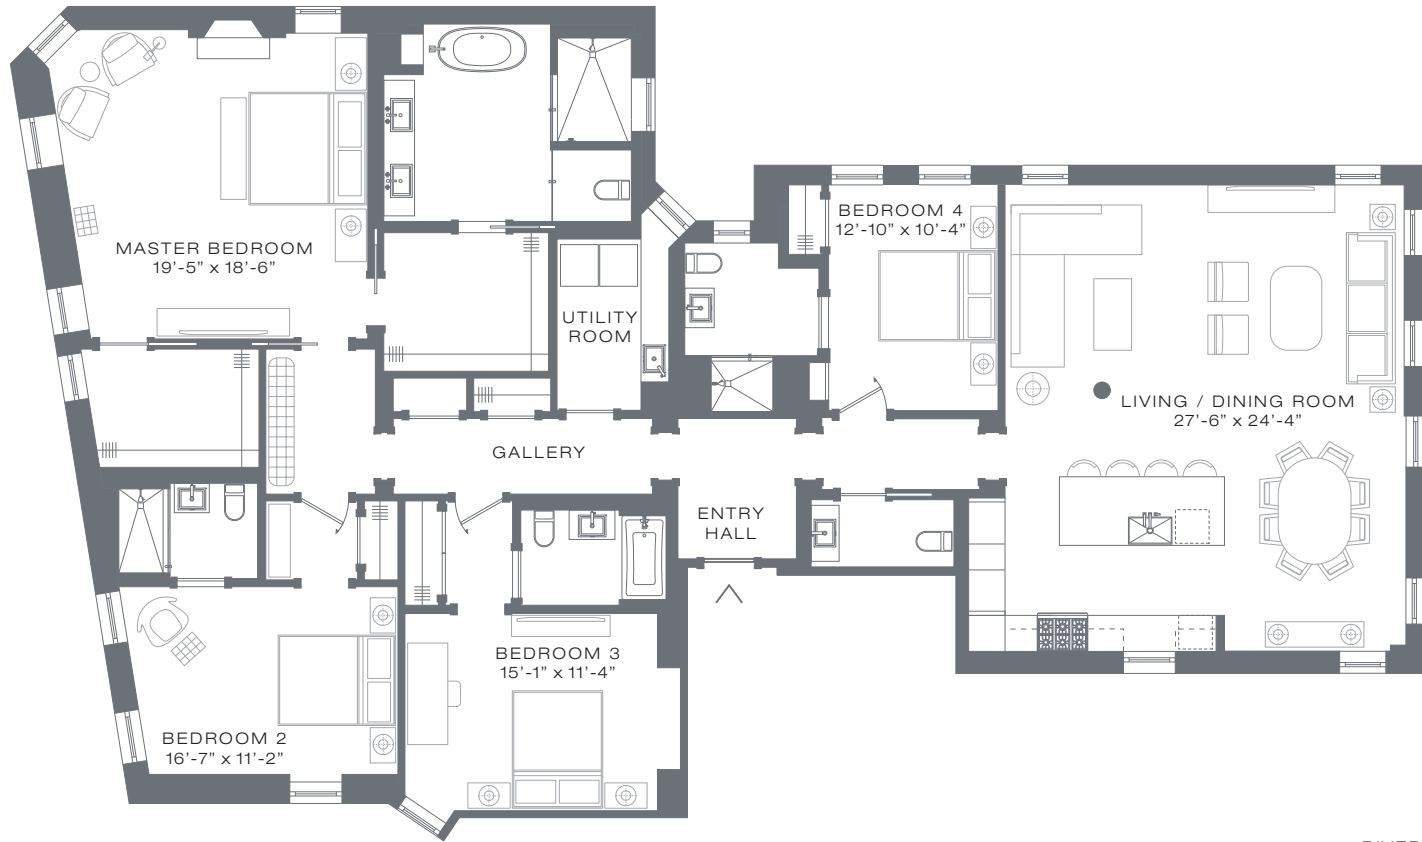 MASTER BEDROOM
19'-5” x 18'-6”
BEDROOM 4
12'-10” x 10'-4”
UTILITY
ROOM
LIVING / DINING ROOM
27'-6” x 24'-4”
GALLERY
ENTRY
HALL
BEDROOM 3
15'-1” x 11'-4”
BEDROOM 2
16'-7” x 11'-2”